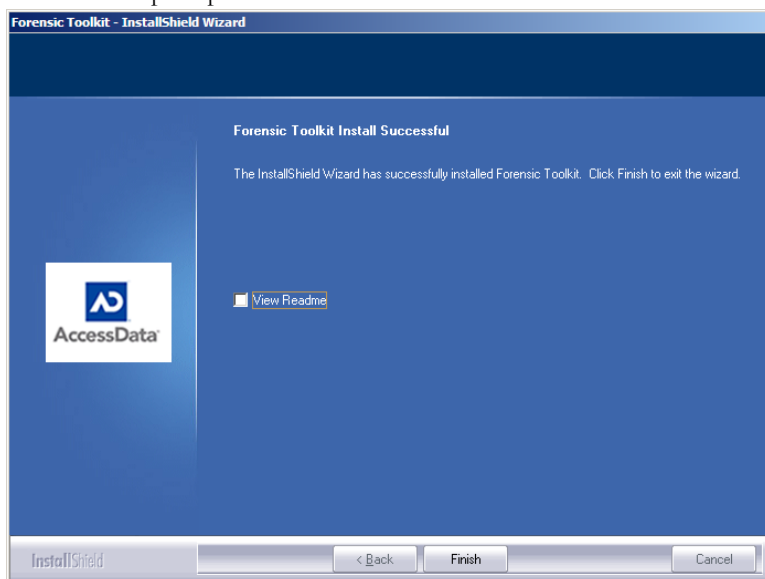 Forensic Toolkit - InstallShield Wizard
Forensic Toolkit Install Successful
The InstallShield Wizard has successfully installed Forensic Toolkit. Click Finish to exit the wizard.
View Readme
AD
AccessData
InstallShield
< Back
Finish
Cancel